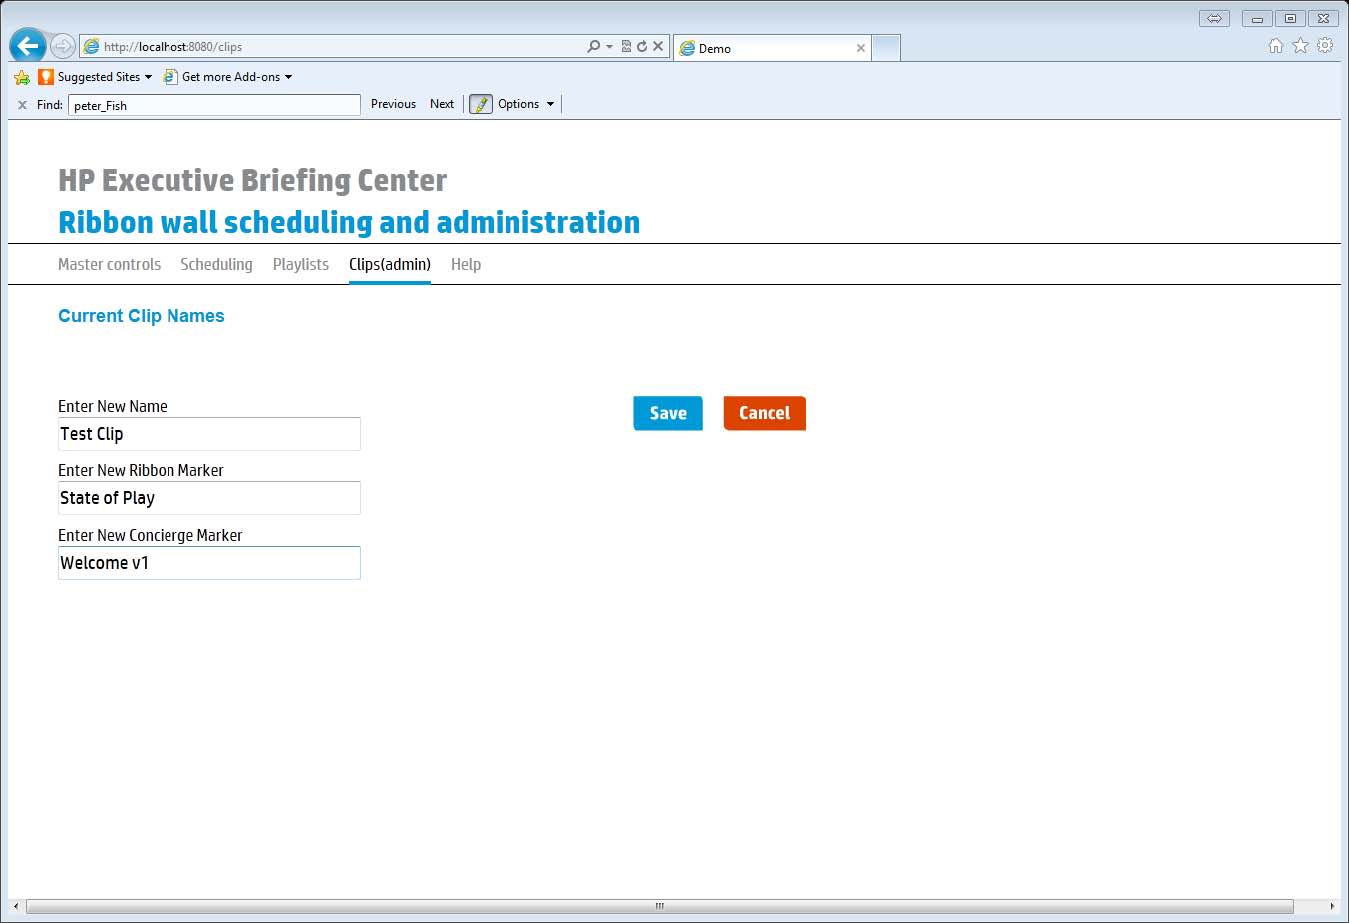 http://localhost:8080/clips
Demo
Suggested Sites
Get more Add-ons
Find: peter_Fish Previous Next Options
HP Executive Briefing Center
Ribbon wall scheduling and administration
Master controls Scheduling Playlists Clips(admin) Help
Current Clip Names
Enter New Name
Save Cancel
Test Clip
Enter New Ribbon Marker
State of Play
Enter New Concierge Marker
Welcome v1